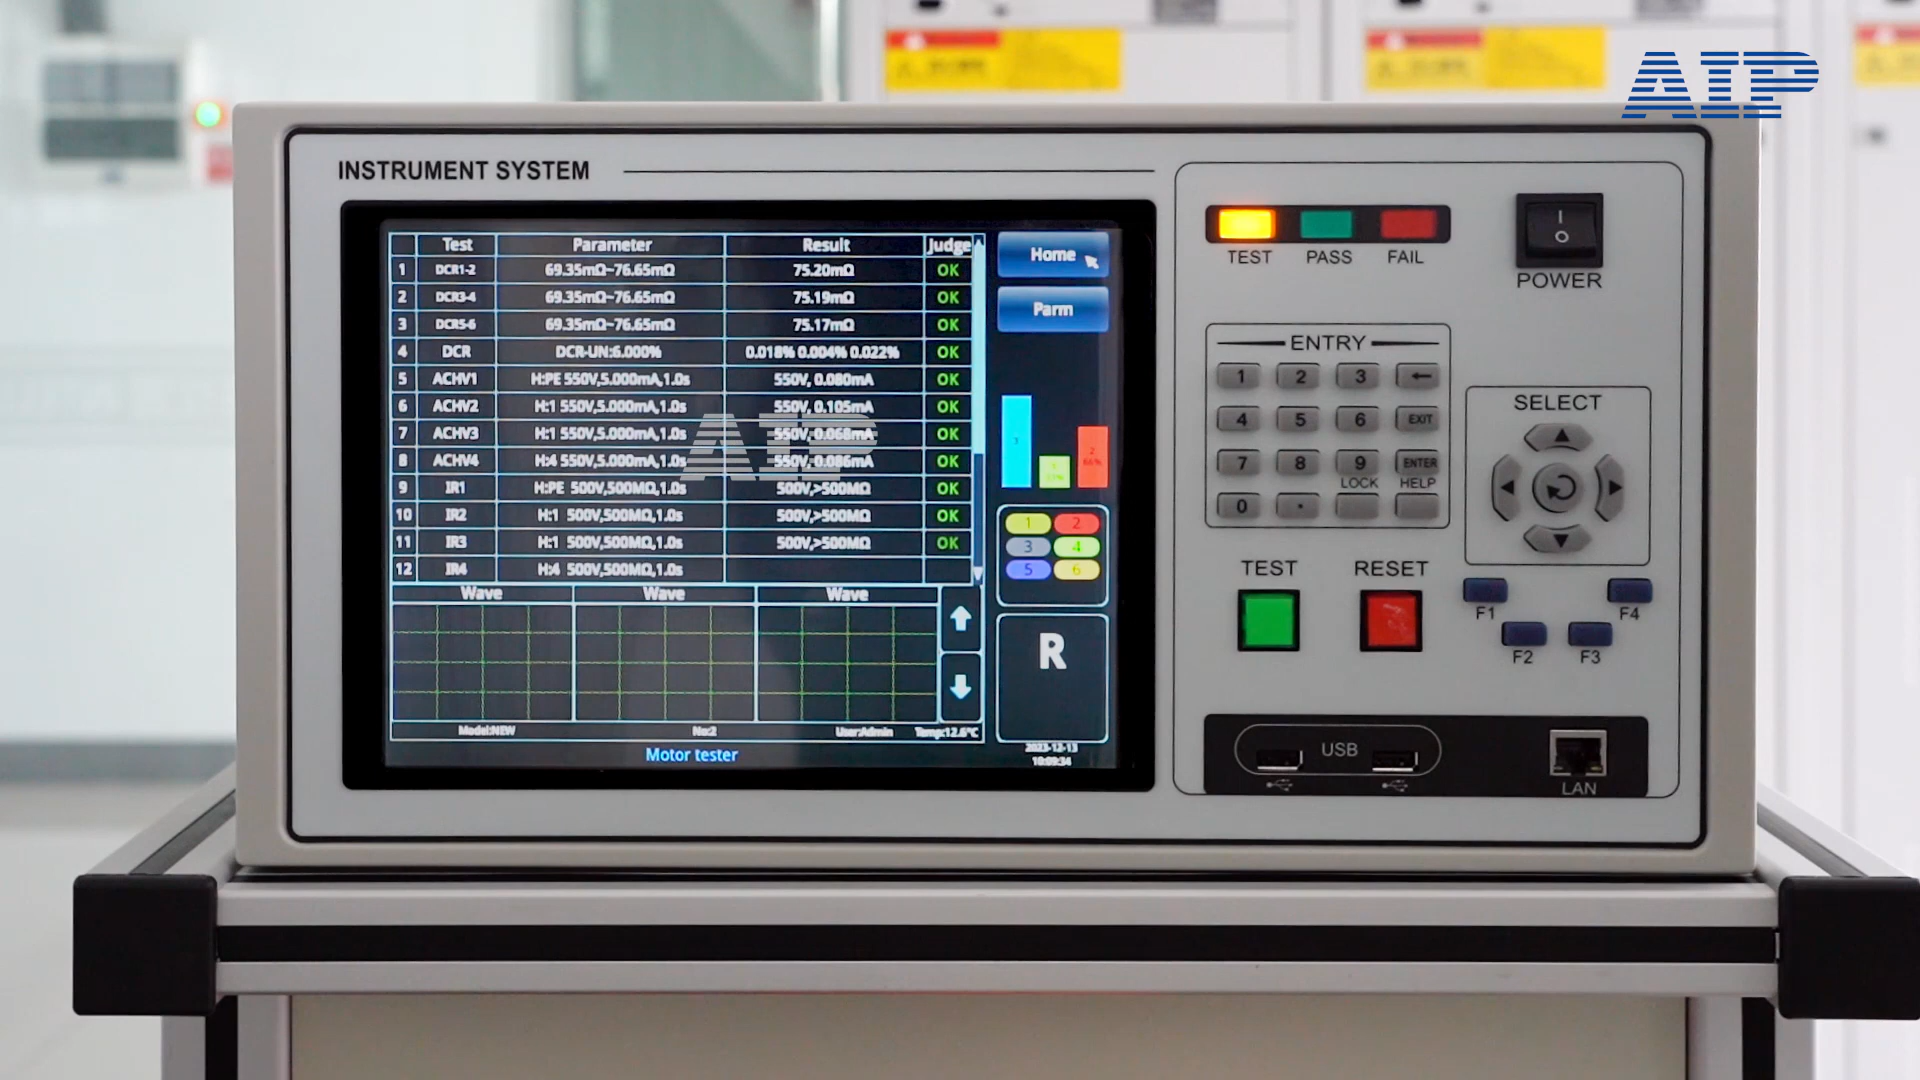 AIP
INSTRUMENT SYSTEM
Test Parameter Result Judge
1 DCR1-2 69.35mΩ~76.65mΩ 75.20mΩ OK
2 DCR3-4 69.35mΩ~76.65mΩ 75.19mΩ OK
3 DCR5-6 69.35mΩ~76.65mΩ 75.17mΩ OK
4 DCR DCR-UN:6.000% 0.018% 0.004% 0.022% OK
5 ACHV1 H:PE 550V,5.000mA,1.0s 550V, 0.080mA OK
6 ACHV2 H:1 550V,5.000mA,1.0s 550V, 0.105mA OK
7 ACHV3 H:1 550V,5.000mA,1.0s 550V, 0.068mA OK
8 ACHV4 H:4 550V,5.000mA,1.0s 550V, 0.086mA OK
9 IR1 H:PE 500V,500MΩ,1.0s 500V,>500MΩ OK
10 IR2 H:1 500V,500MΩ,1.0s 500V,>500MΩ OK
11 IR3 H:1 500V,500MΩ,1.0s 500V,>500MΩ OK
12 IR4 H:4 500V,500MΩ,1.0s
AIP
Wave Wave Wave
Model:NEW No:2 User:Admin Temp:12.6°C
Motor tester
Home
Parm
1 2
3 4
5 6
R
2023-12-13
10:09:34
TEST PASS FAIL
I
O
POWER
ENTRY
1 2 3 ←
4 5 6 EXIT
7 8 9 ENTER
LOCK HELP
0 .
SELECT
TEST RESET
F1 F4
F2 F3
USB
LAN